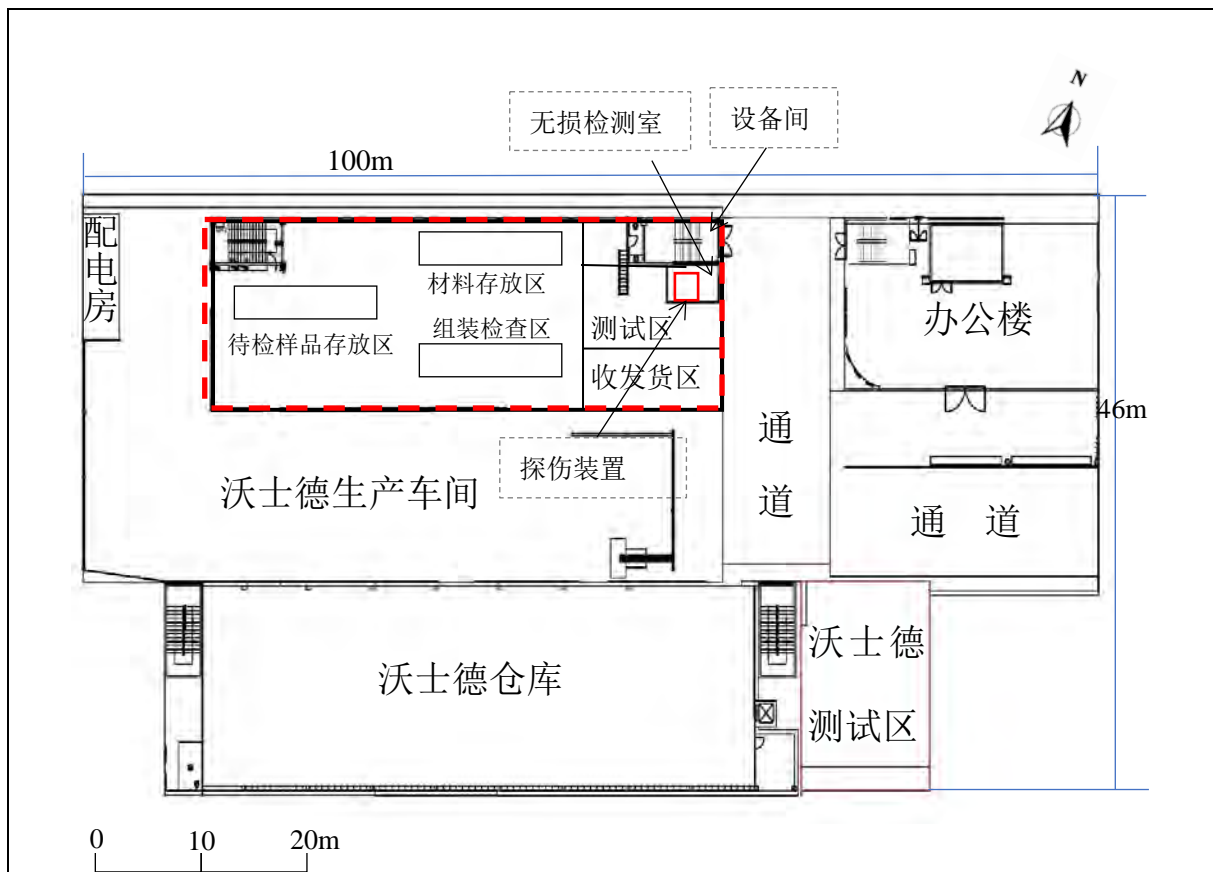 N
无损检测室
设备间
100m
配电房
材料存放区
组装检查区
待检样品存放区
测试区
收发货区
办公楼
46m
探伤装置
通道
沃士德生产车间
通 道
沃士德仓库
沃士德
测试区
0 10 20m